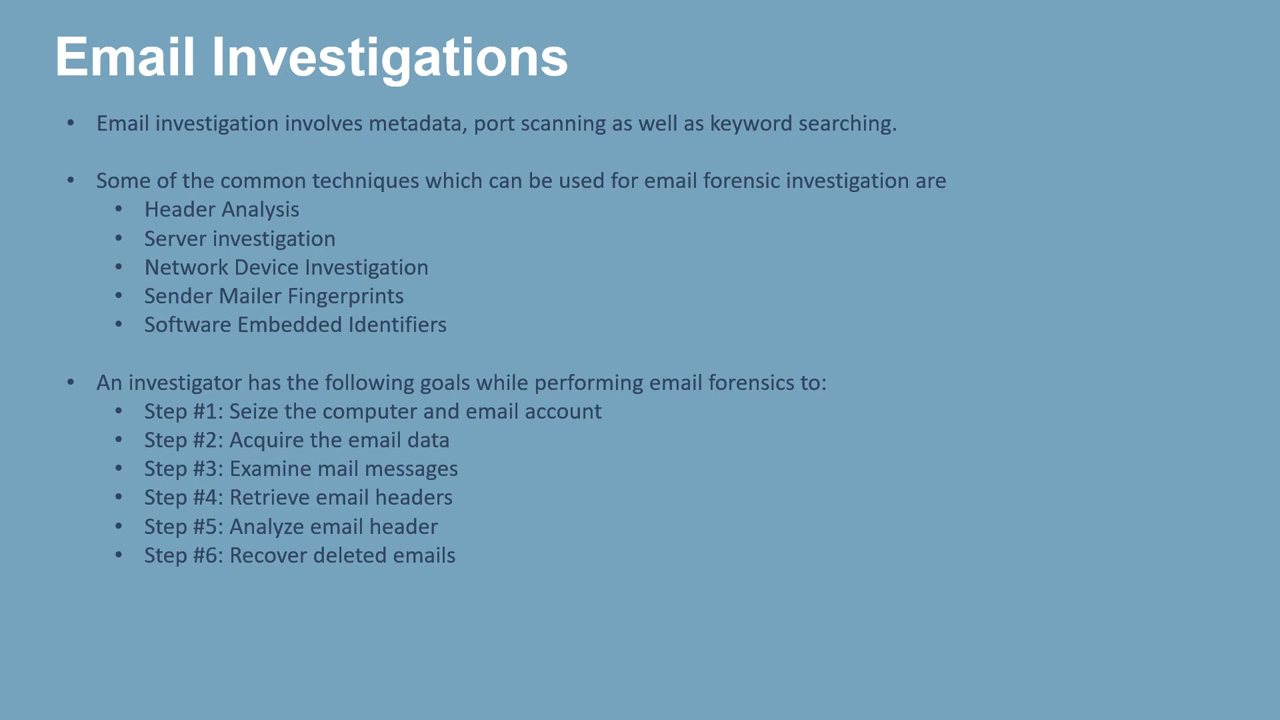 Email Investigations
• Email investigation involves metadata, port scanning as well as keyword searching.
• Some of the common techniques which can be used for email forensic investigation are
• Header Analysis
• Server investigation
• Network Device Investigation
• Sender Mailer Fingerprints
• Software Embedded Identifiers
• An investigator has the following goals while performing email forensics to:
• Step #1: Seize the computer and email account
• Step #2: Acquire the email data
• Step #3: Examine mail messages
• Step #4: Retrieve email headers
• Step #5: Analyze email header
• Step #6: Recover deleted emails